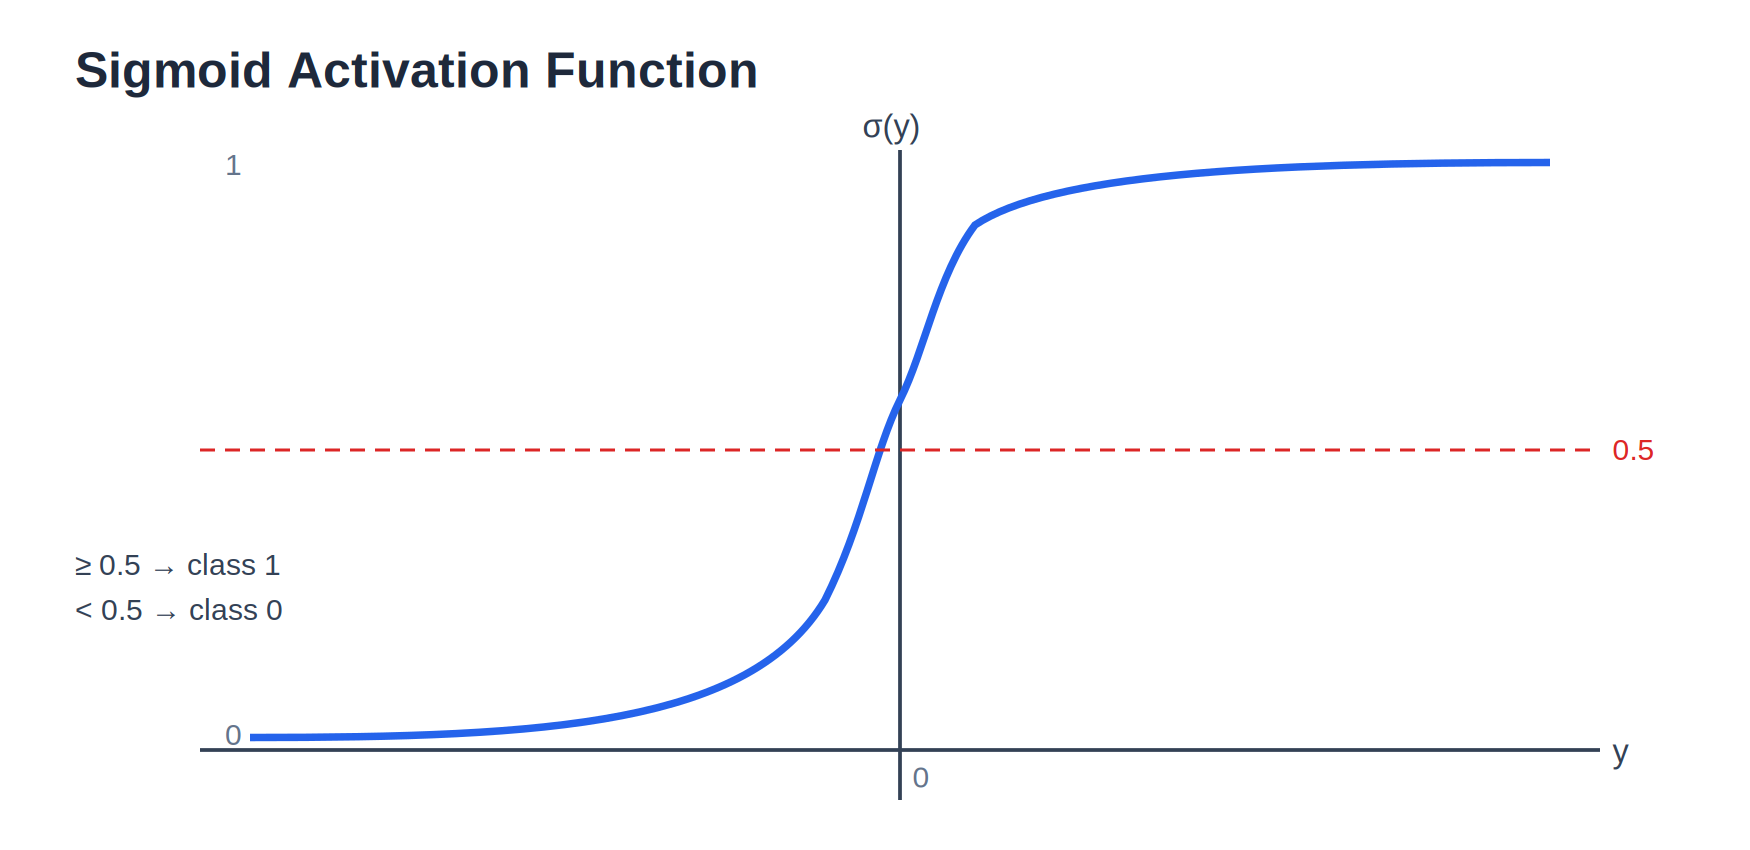 Sigmoid Activation Function
σ(y)
1
0.5
≥ 0.5 → class 1
< 0.5 → class 0
0
y
0